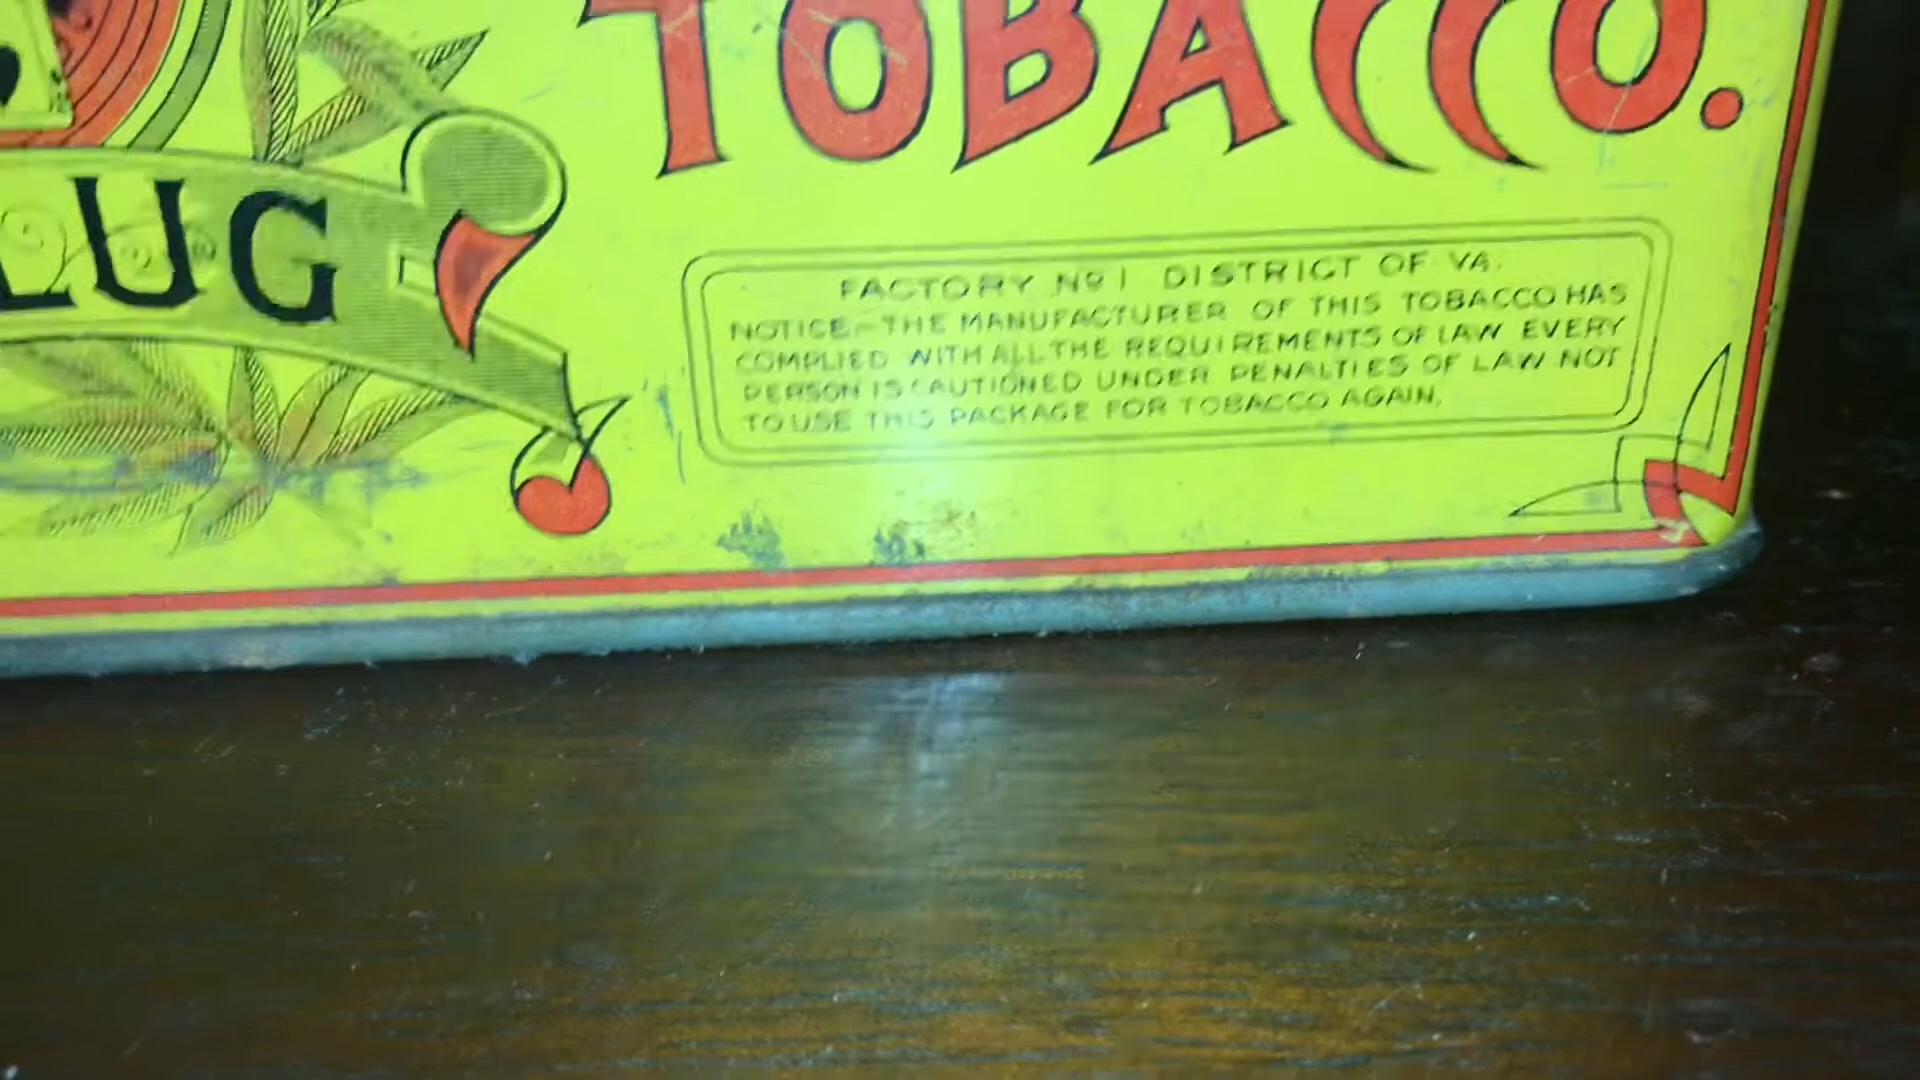 TOBACCO.
LUG
FACTORY No 1 DISTRICT OF VA.
NOTICE-THE MANUFACTURER OF THIS TOBACCO HAS
COMPLIED WITH ALL THE REQUIREMENTS OF LAW EVERY
PERSON IS CAUTIONED UNDER PENALTIES OF LAW NOT
TO USE THIS PACKAGE FOR TOBACCO AGAIN.